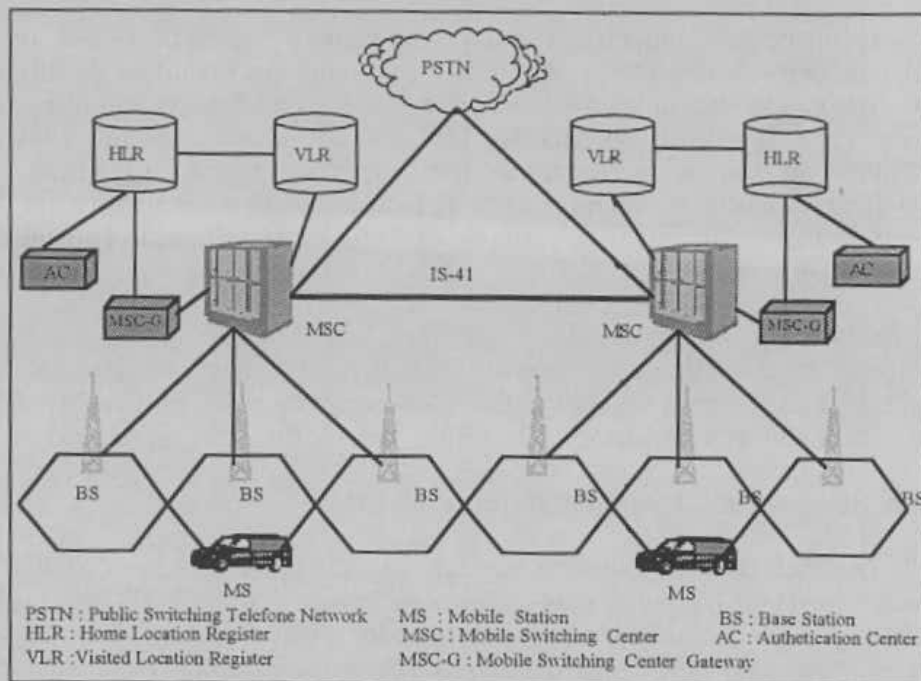 PSTN
HLR
VLR
VLR
HLR
AC
IS-41
AC
MSC-G
MSC
MSC
MSC-G
BS
BS
BS
BS
BS
BS
MS
MS
PSTN : Public Switching Telefone Network MS : Mobile Station BS : Base Station
HLR : Home Location Register MSC : Mobile Switching Center AC : Authetication Center
VLR :Visited Location Register MSC-G : Mobile Switching Center Gateway